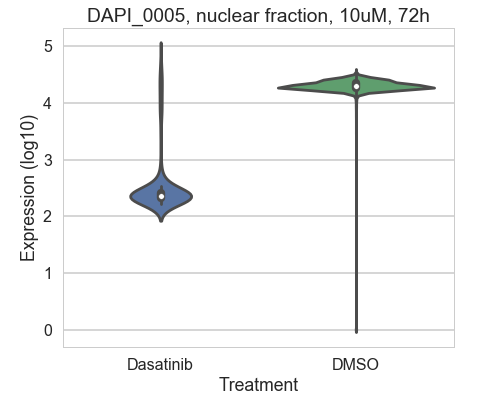 DAPI_0005, nuclear fraction, 10uM, 72h
Expression (log10)
5
4
3
2
1
0
Dasatinib DMSO
Treatment